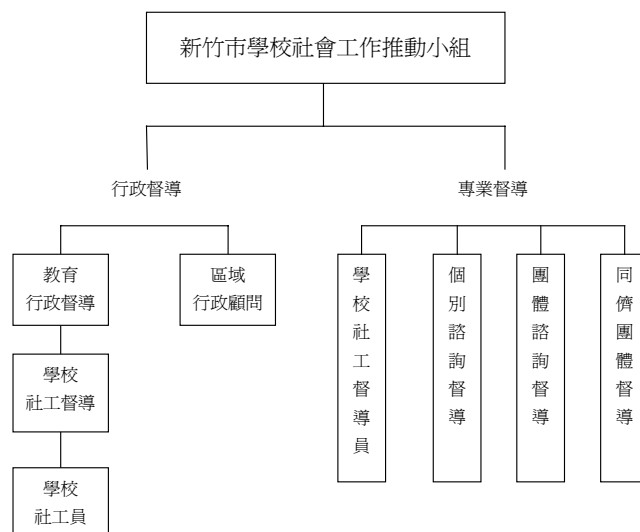 新竹市學校社會工作推動小組
行政督導
專業督導
教育
行政督導
區域
行政顧問
學校
社工督導
學校
社工員
學校社工督導員
個別諮詢督導
團體諮詢督導
同儕團體督導